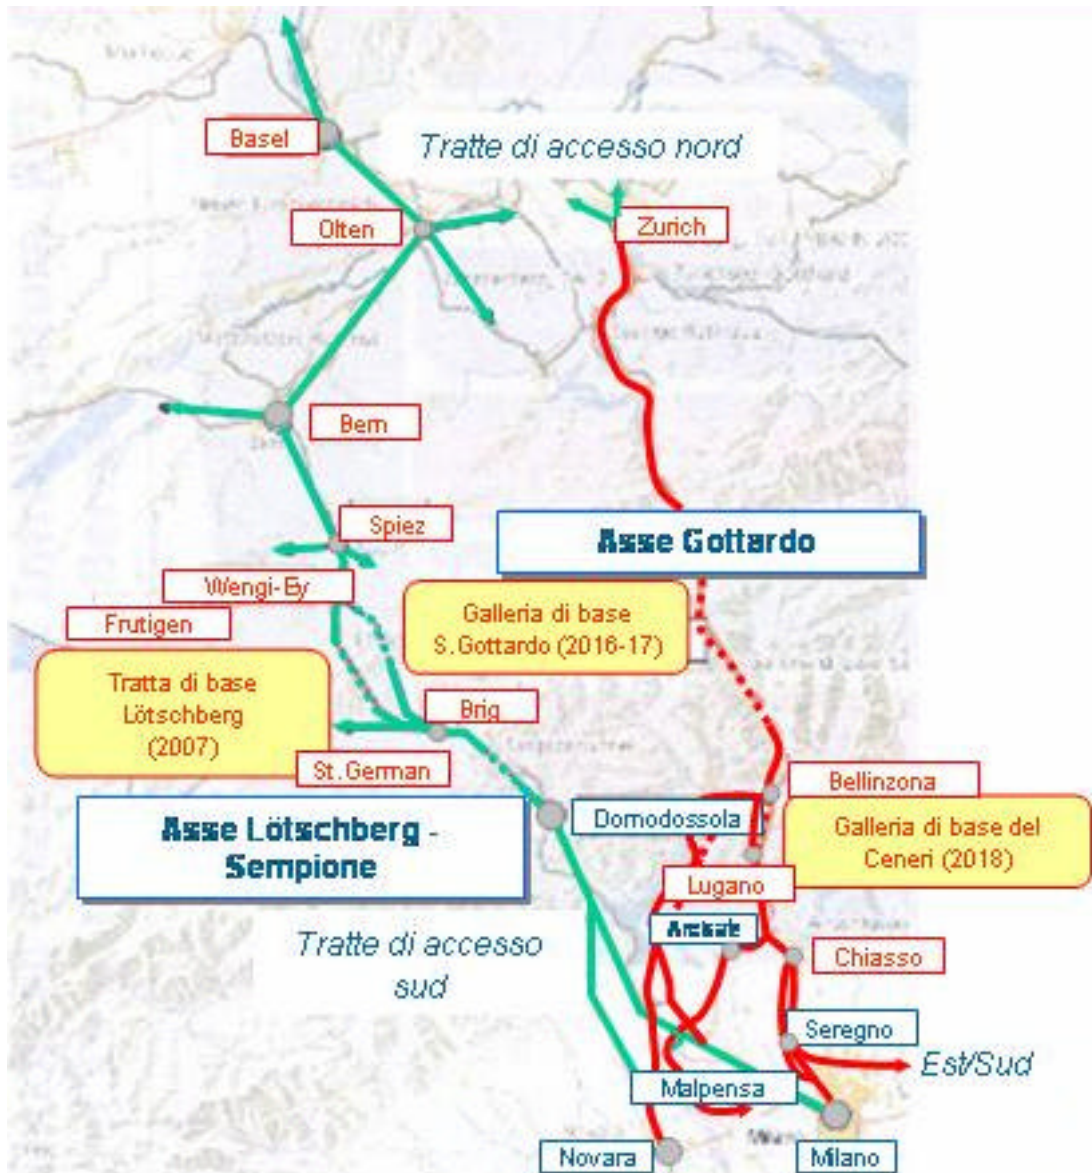 Basel
Tratte di accesso nord
Olten
Zurich
Bern
Spiez
Asse Gottardo
Wengi-Ey
Frutigen
Galleria di base
S.Gottardo (2016-17)
Tratta di base
Lötschberg
(2007)
Brig
St.German
Bellinzona
Asse Lötschberg -
Sempione
Domodossola
Galleria di base del
Ceneri (2018)
Lugano
Tratte di accesso
sud
Chiasso
Seregno
Est/Sud
Malpensa
Novara
Milano